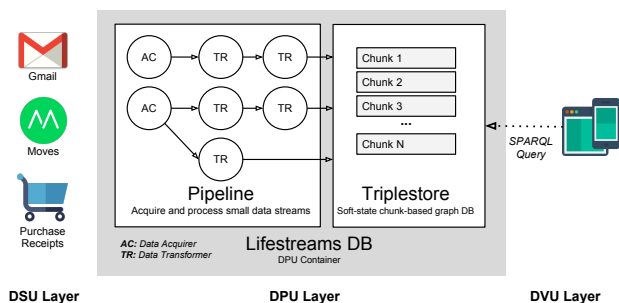 Gmail
Moves
Purchase
Receipts
AC
TR
TR
AC
TR
TR
TR
Pipeline
Acquire and process small data streams
Chunk 1
Chunk 2
Chunk 3
...
Chunk N
Triplestore
Soft-state chunk-based graph DB
AC: Data Acquirer
TR: Data Transformer
Lifestreams DB
DPU Container
SPARQL
Query
DSU Layer
DPU Layer
DVU Layer